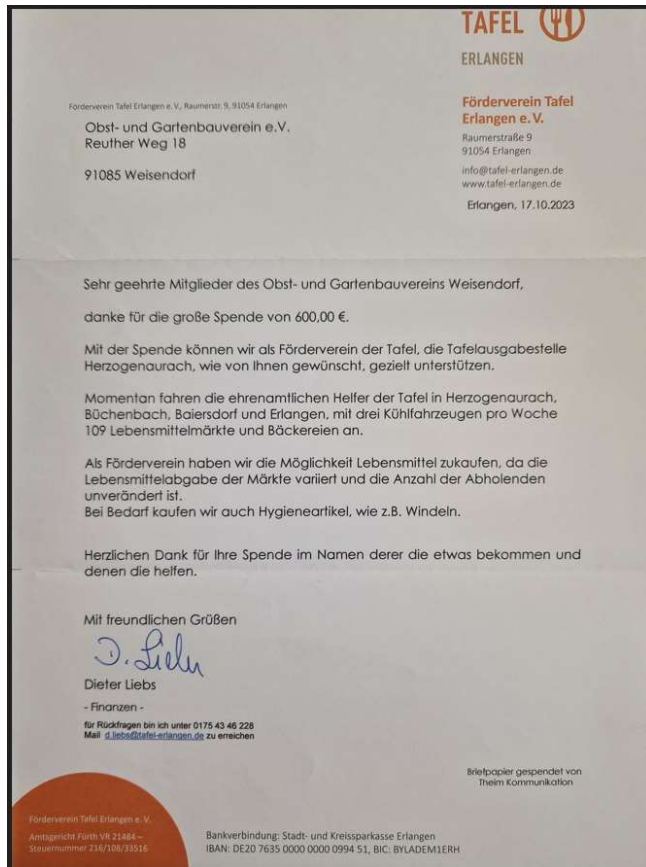 TAFEL
ERLANGEN
Förderverein Tafel Erlangen e. V., Raumerstr. 9, 91054 Erlangen
Obst- und Gartenbauverein e.V.
Reuther Weg 18
91085 Weisendorf
Förderverein Tafel
Erlangen e. V.
Raumerstraße 9
91054 Erlangen
info@tafel-erlangen.de
www.tafel-erlangen.de
Erlangen, 17.10.2023
Sehr geehrte Mitglieder des Obst- und Gartenbauvereins Weisendorf,
danke für die große Spende von 600,00 €.
Mit der Spende können wir als Förderverein der Tafel, die Tafelausgabestelle
Herzogenaurach, wie von Ihnen gewünscht, gezielt unterstützen.
Momentan fahren die ehrenamtlichen Helfer der Tafel in Herzogenaurach,
Büchenbach, Baiersdorf und Erlangen, mit drei Kühlfahrzeugen pro Woche
109 Lebensmittelmärkte und Bäckereien an.
Als Förderverein haben wir die Möglichkeit Lebensmittel zukaufen, da die
Lebensmittelabgabe der Märkte variiert und die Anzahl der Abholenden
unverändert ist.
Bei Bedarf kaufen wir auch Hygieneartikel, wie z.B. Windeln.
Herzlichen Dank für Ihre Spende im Namen derer die etwas bekommen und
denen die helfen.
Mit freundlichen Grüßen
D. Liebs
Dieter Liebs
- Finanzen -
für Rückfragen bin ich unter 0175 43 46 228
Mail d.liebs@tafel-erlangen.de zu erreichen
Briefpapier gespendet von
Theim Kommunikation
Förderverein Tafel Erlangen e. V.
Amtsgericht Fürth VR 21484 –
Steuernummer 216/108/33516
Bankverbindung: Stadt- und Kreissparkasse Erlangen
IBAN: DE20 7635 0000 0000 0994 51, BIC: BYLADEM1ERH